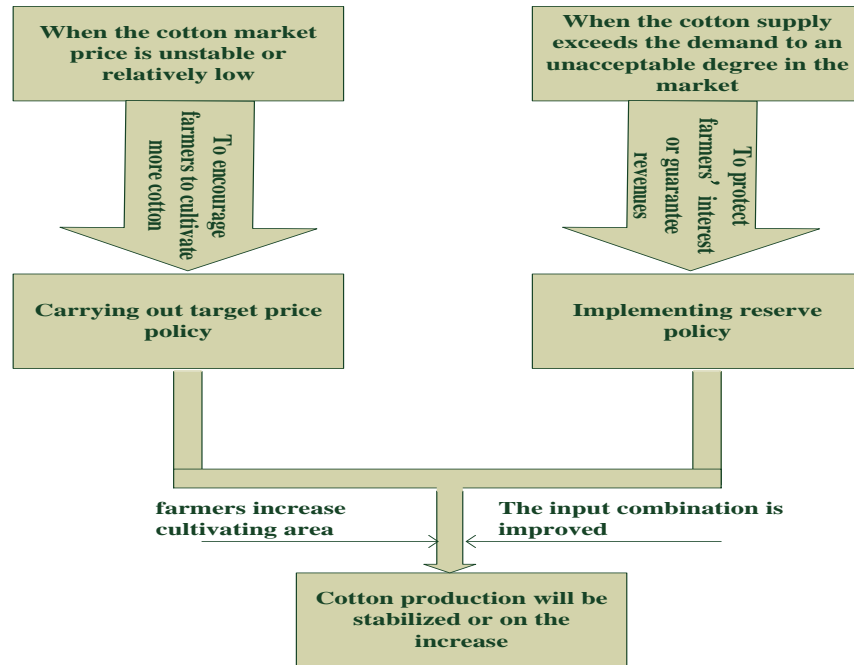 When the cotton market
price is unstable or
relatively low
When the cotton supply
exceeds the demand to an
unacceptable degree in the
market
To encourage
farmers to cultivate
more cotton
To protect
farmers' interest
or guarantee
revenues
Carrying out target price
policy
Implementing reserve
policy
farmers increase
cultivating area
The input combination is
improved
Cotton production will be
stabilized or on the
increase